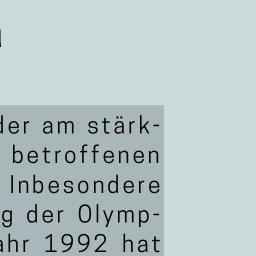 der am stärk-
betroffenen
Inbesondere
g der Olymp-
ahr 1992 hat